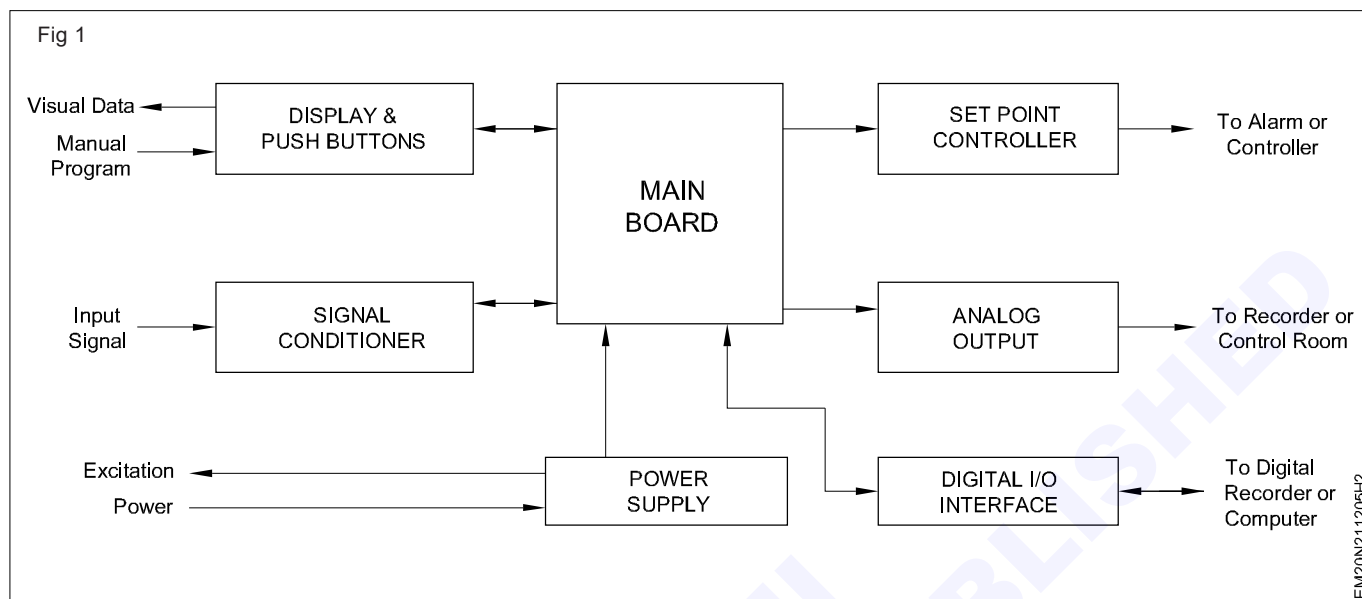 Fig 1
Visual Data
Manual
Program
DISPLAY &
PUSH BUTTONS
MAIN
BOARD
SET POINT
CONTROLLER
To Alarm or
Controller
Input
Signal
SIGNAL
CONDITIONER
ANALOG
OUTPUT
To Recorder or
Control Room
Excitation
Power
POWER
SUPPLY
DIGITAL I/O
INTERFACE
To Digital
Recorder or
Computer
EM20N211205H2
BLISHED